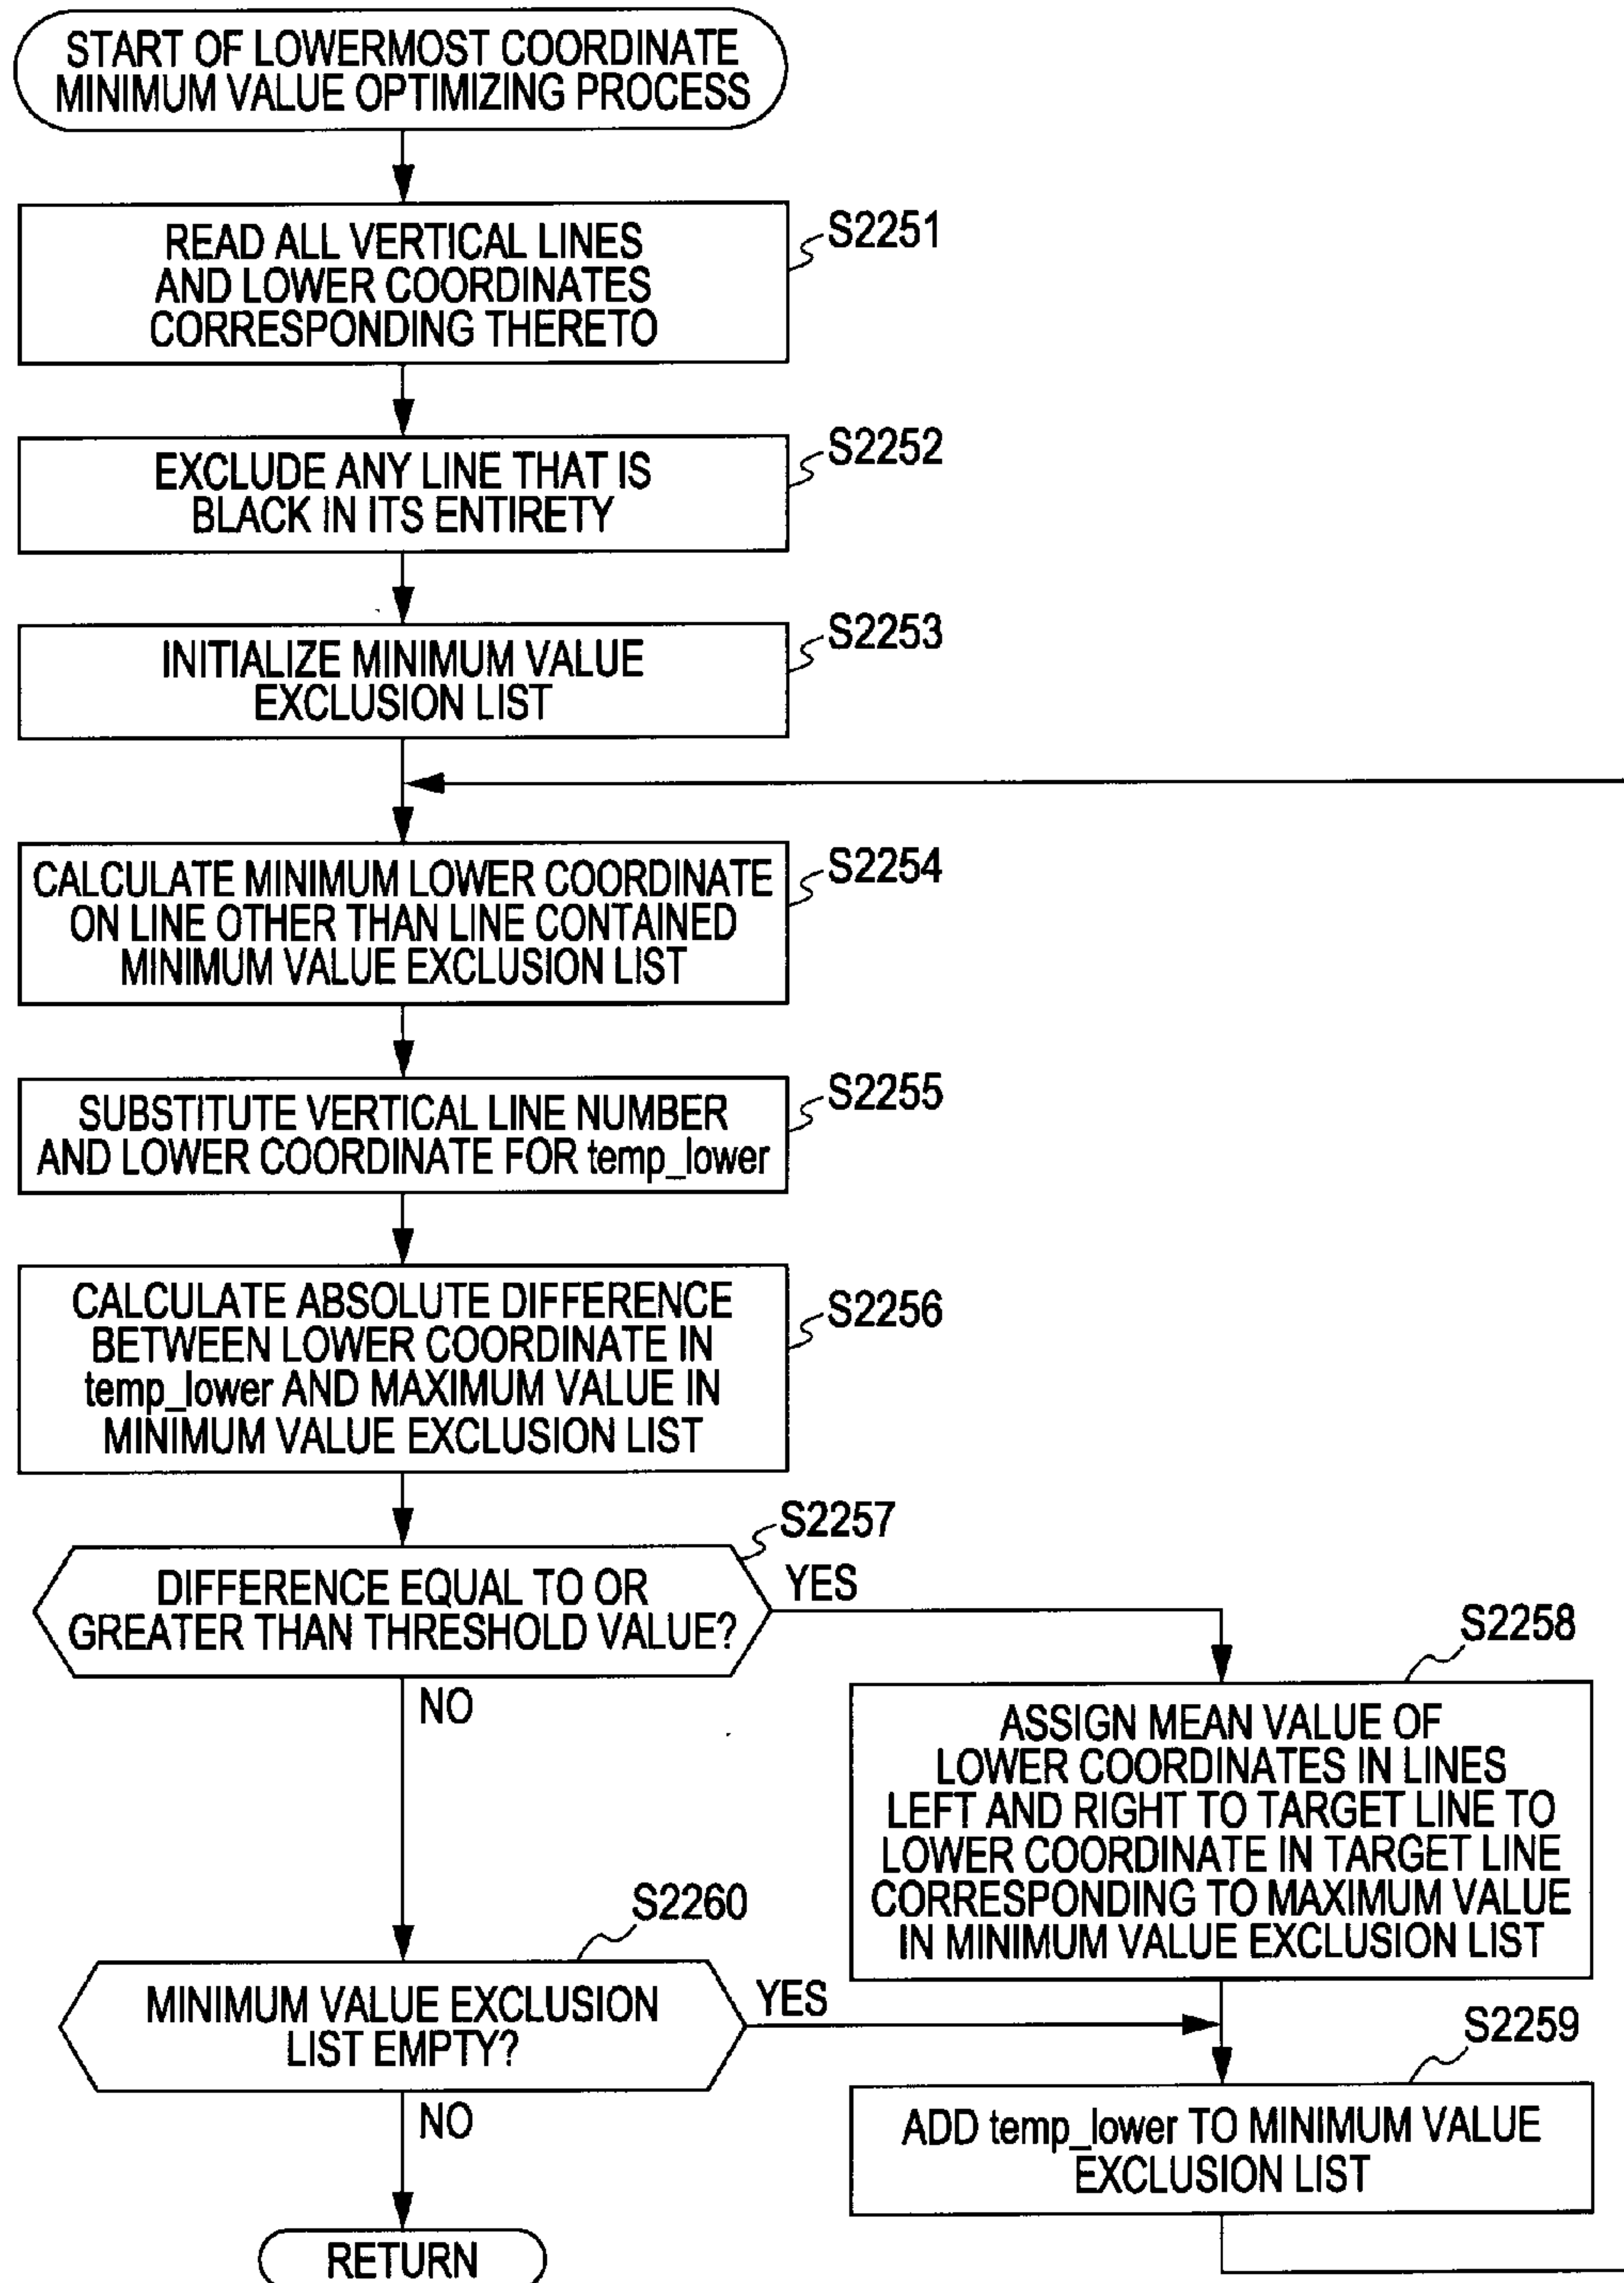 START OF LOWERMOST COORDINATE
MINIMUM VALUE OPTIMIZING PROCESS
READ ALL VERTICAL LINES
AND LOWER COORDINATES
CORRESPONDING THERETO
S2251
EXCLUDE ANY LINE THAT IS
BLACK IN ITS ENTIRETY
S2252
INITIALIZE MINIMUM VALUE
EXCLUSION LIST
S2253
CALCULATE MINIMUM LOWER COORDINATE
ON LINE OTHER THAN LINE CONTAINED
MINIMUM VALUE EXCLUSION LIST
S2254
SUBSTITUTE VERTICAL LINE NUMBER
AND LOWER COORDINATE FOR temp_lower
S2255
CALCULATE ABSOLUTE DIFFERENCE
BETWEEN LOWER COORDINATE IN
temp_lower AND MAXIMUM VALUE IN
MINIMUM VALUE EXCLUSION LIST
S2256
S2257
DIFFERENCE EQUAL TO OR
GREATER THAN THRESHOLD VALUE?
YES
NO
S2258
ASSIGN MEAN VALUE OF
LOWER COORDINATES IN LINES
LEFT AND RIGHT TO TARGET LINE TO
LOWER COORDINATE IN TARGET LINE
CORRESPONDING TO MAXIMUM VALUE
IN MINIMUM VALUE EXCLUSION LIST
S2260
MINIMUM VALUE EXCLUSION
LIST EMPTY?
YES
NO
S2259
ADD temp_lower TO MINIMUM VALUE
EXCLUSION LIST
RETURN